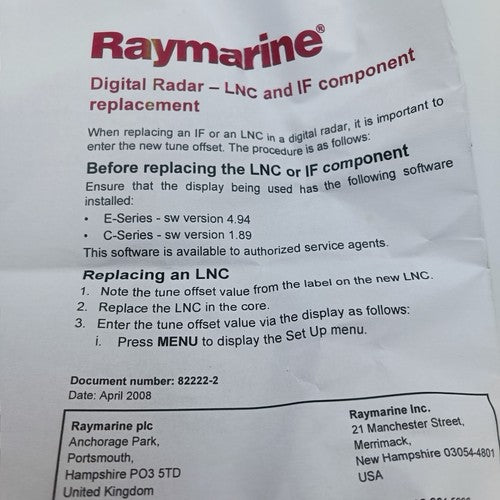 Raymarine®
Digital Radar – LNC and IF component
replacement
When replacing an IF or an LNC in a digital radar, it is important to
enter the new tune offset. The procedure is as follows:
Before replacing the LNC or IF component
Ensure that the display being used has the following software
installed:
• E-Series - sw version 4.94
• C-Series - sw version 1.89
This software is available to authorized service agents.
Replacing an LNC
1. Note the tune offset value from the label on the new LNC.
2. Replace the LNC in the core.
3. Enter the tune offset value via the display as follows:
i. Press MENU to display the Set Up menu.
Document number: 82222-2
Date: April 2008
Raymarine plc
Anchorage Park,
Portsmouth,
Hampshire PO3 5TD
United Kingdom
Raymarine Inc.
21 Manchester Street,
Merrimack,
New Hampshire 03054-4801
USA